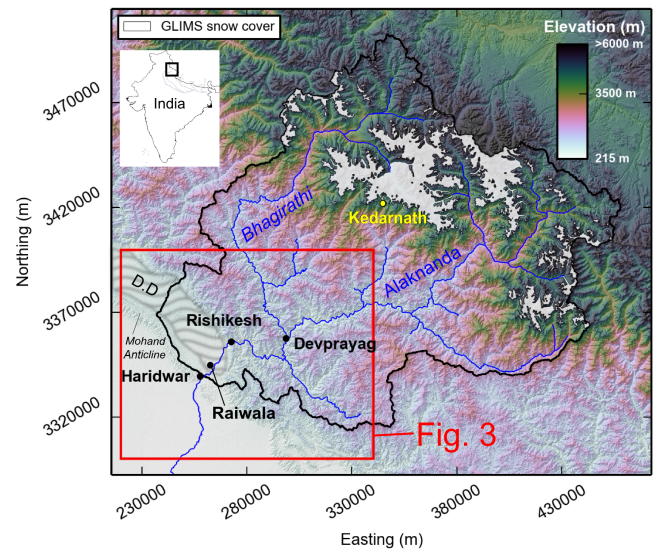 GLIMS snow cover
Elevation (m)
>6000 m
3500 m
215 m
India
Northing (m)
3470000
3420000
3370000
3320000
Kedarnath
Bhagirathi
Alaknanda
D.D
Rishikesh
Mohand
Anticline
Devprayag
Haridwar
Raiwala
Fig. 3
230000
280000
330000
380000
430000
Easting (m)